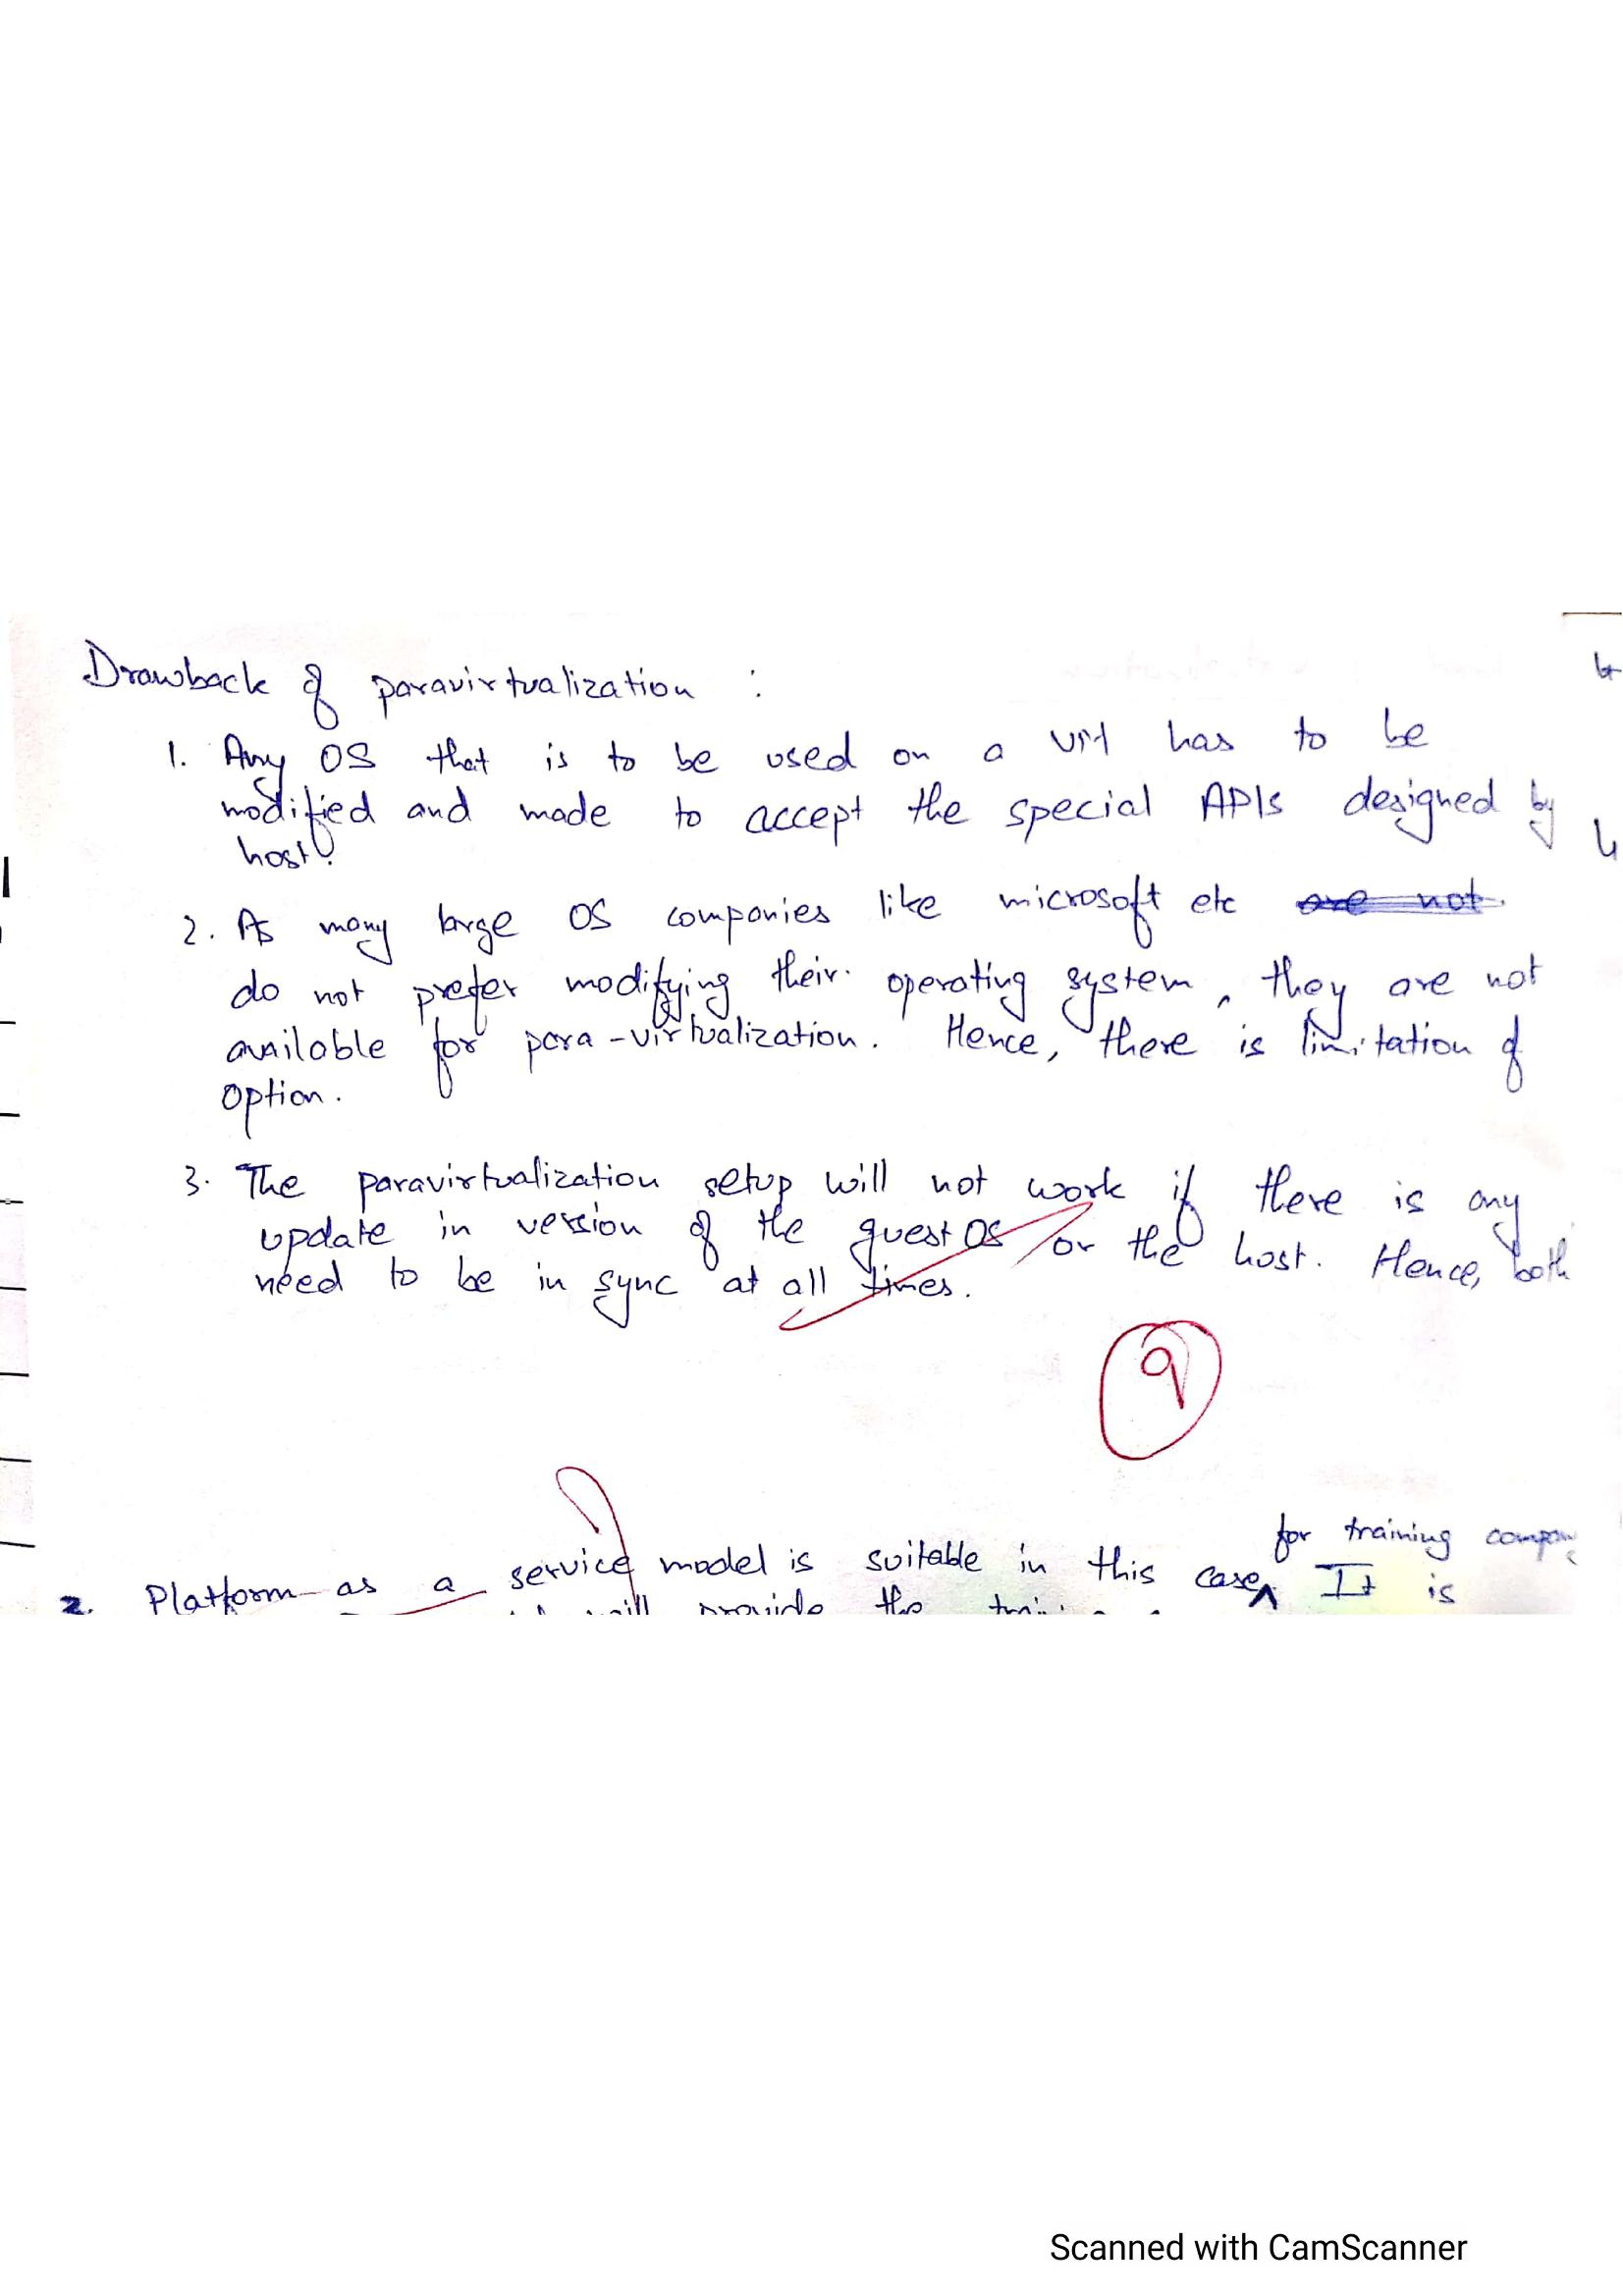 Drawback of paravirtualization :
1. Any OS that is to be used on a VM has to be
modified and made to accept the special APIs designed by
host.
2. As many large OS companies like microsoft etc are not
do not prefer modifying their operating system, they are not
available for para-virtualization. Hence, there is limitation of
option.
3. The paravirtualization setup will not work if there is any
update in version of the guest OS or the host. Hence, both
need to be in sync at all times.
9
for training
2. Platform as a service model is suitable in this case It is
will provide the
Scanned with CamScanner